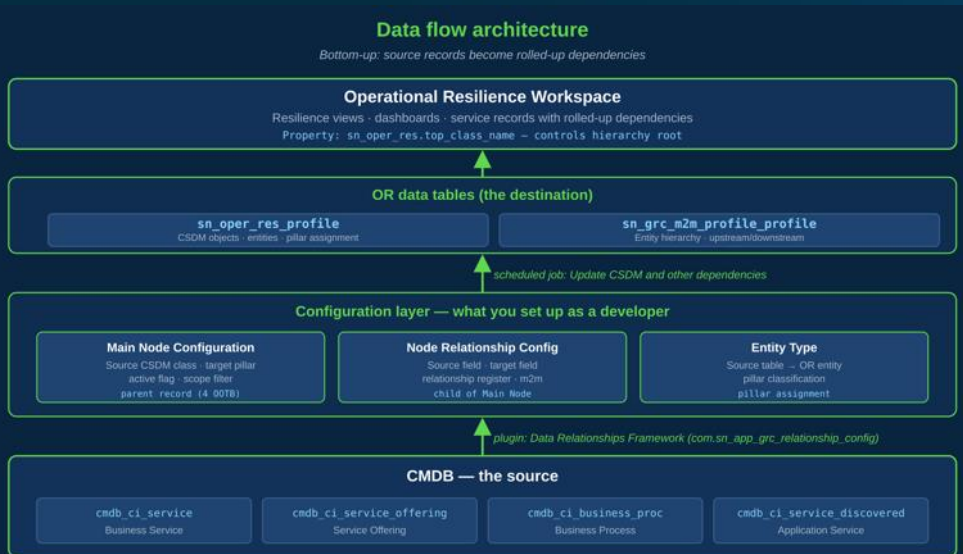 Data flow architecture
Bottom-up: source records become rolled-up dependencies
Operational Resilience Workspace
Resilience views · dashboards · service records with rolled-up dependencies
Property: sn_oper_res.top_class_name — controls hierarchy root
OR data tables (the destination)
sn_oper_res_profile
CSDM objects · entities · pillar assignment
sn_grc_m2m_profile_profile
Entity hierarchy · upstream/downstream
scheduled job: Update CSDM and other dependencies
Configuration layer — what you set up as a developer
Main Node Configuration
Source CSDM class · target pillar
active flag · scope filter
parent record (4 OOTB)
Node Relationship Config
Source field · target field
relationship register · m2m
child of Main Node
Entity Type
Source table → OR entity
pillar classification
pillar assignment
plugin: Data Relationships Framework (com.sn_app_grc_relationship_config)
CMDB — the source
cmdb_ci_service
Business Service
cmdb_ci_service_offering
Service Offering
cmdb_ci_business_proc
Business Process
cmdb_ci_service_discovered
Application Service